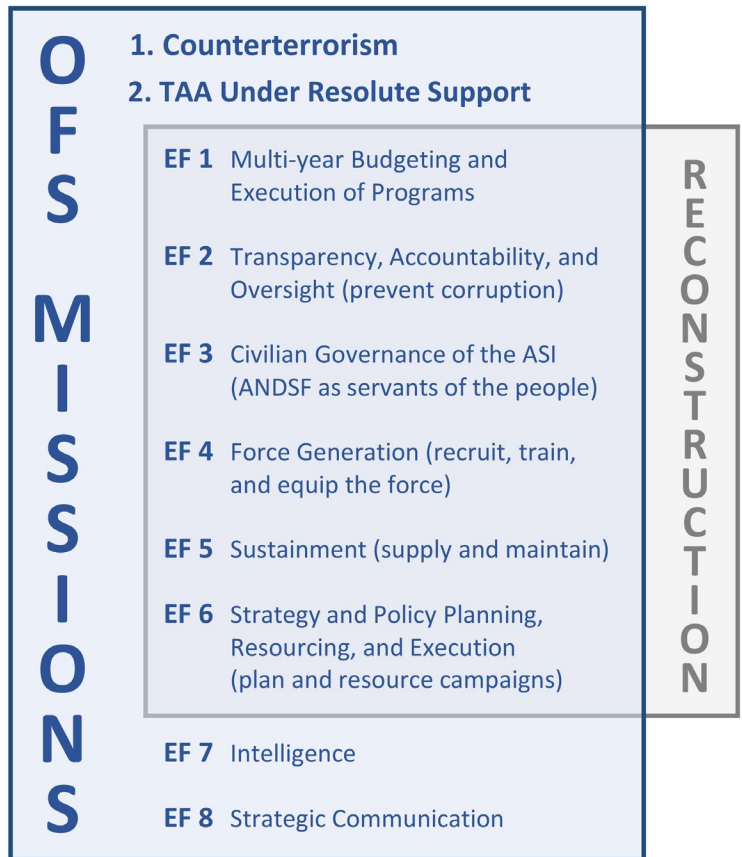 OFS MISSIONS
1. Counterterrorism
2. TAA Under Resolute Support
EF 1 Multi-year Budgeting and
Execution of Programs
EF 2 Transparency, Accountability, and
Oversight (prevent corruption)
EF 3 Civilian Governance of the ASI
(ANDSF as servants of the people)
EF 4 Force Generation (recruit, train,
and equip the force)
EF 5 Sustainment (supply and maintain)
EF 6 Strategy and Policy Planning,
Resourcing, and Execution
(plan and resource campaigns)
EF 7 Intelligence
EF 8 Strategic Communication
RECONSTRUCTION